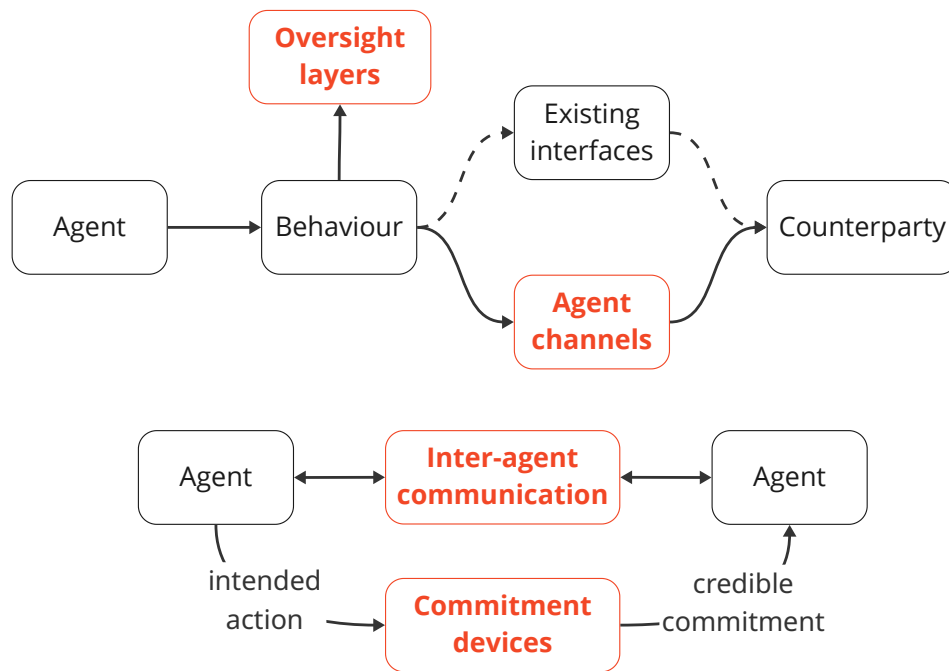 Oversight
layers
Existing
interfaces
Agent
Behaviour
Counterparty
Agent
channels
Agent
Inter-agent
communication
Agent
intended
action
Commitment
devices
credible
commitment